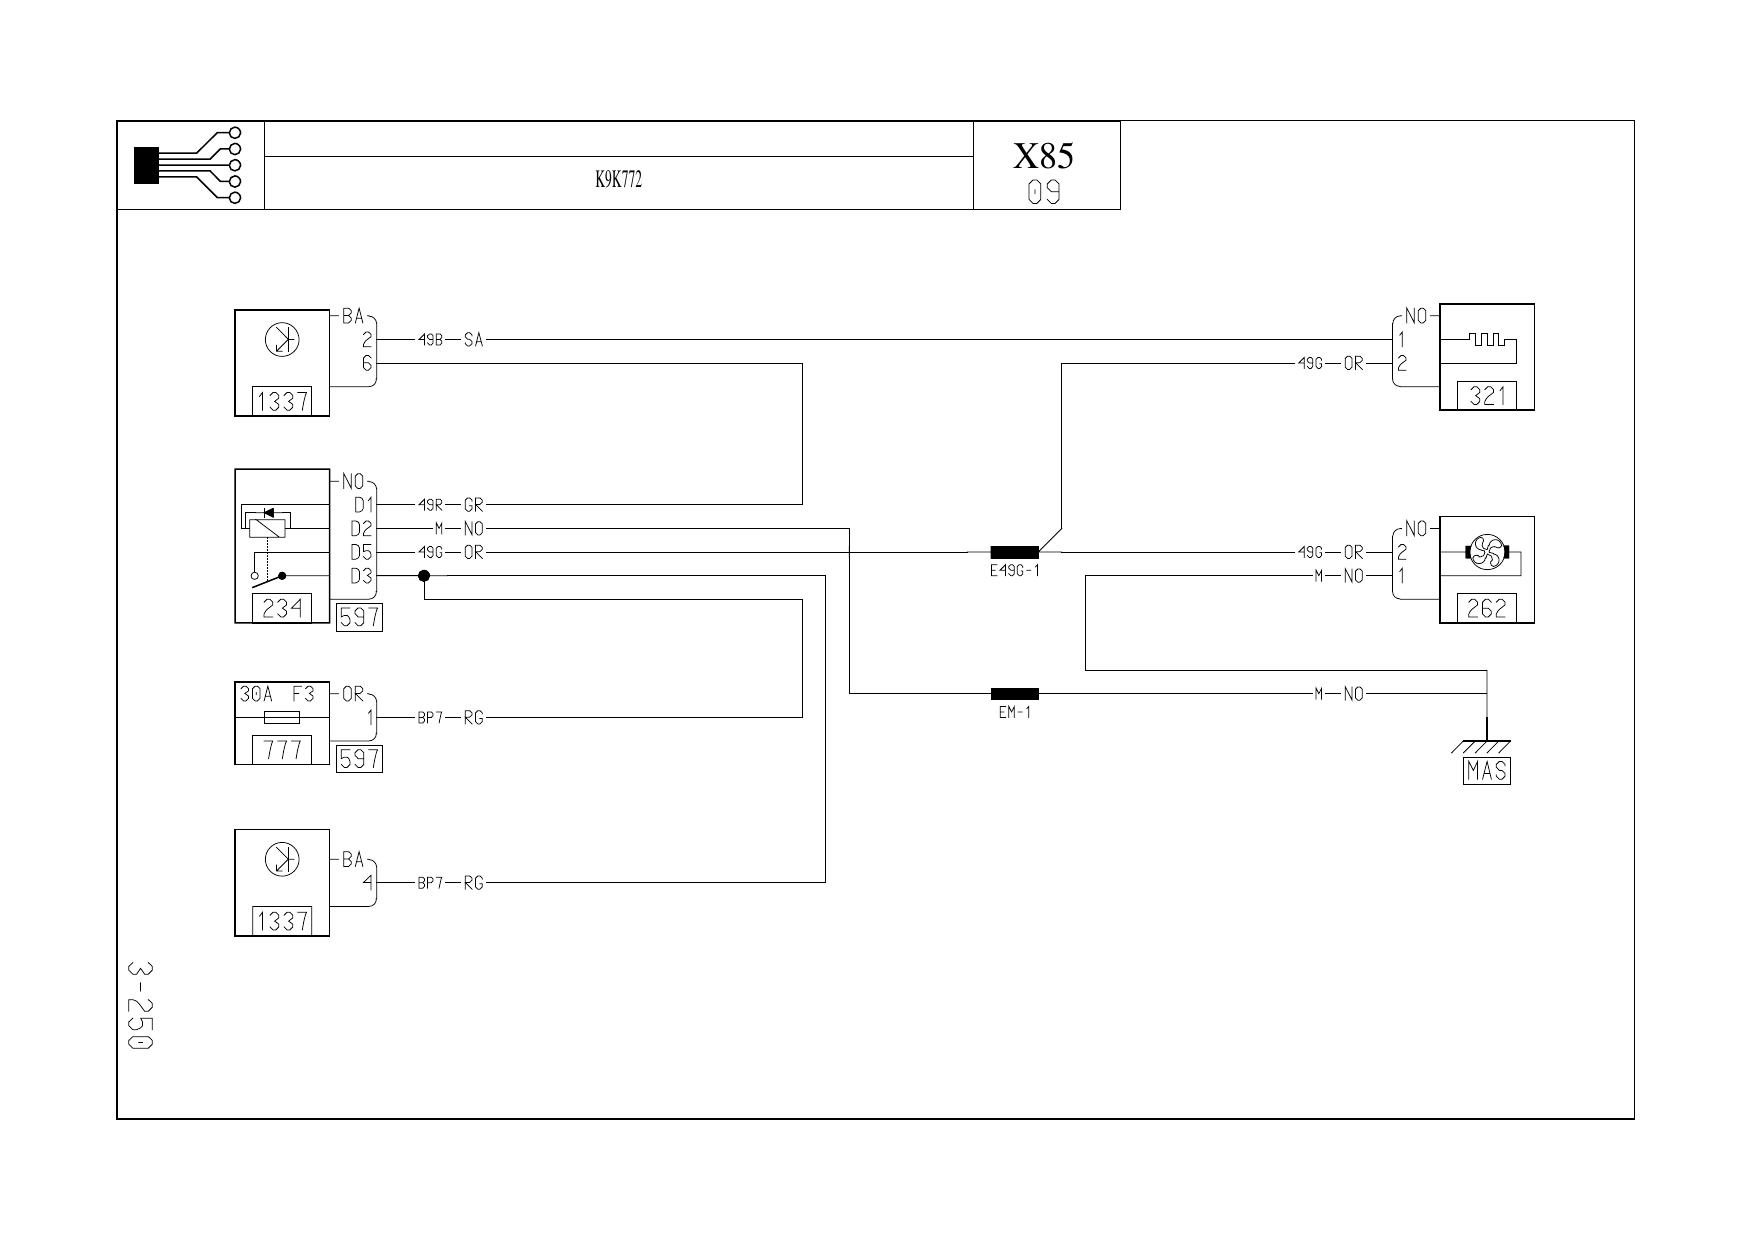 K9K772
X85
09
BA
2 49B SA
6
1337
NO
1
49G OR 2
321
NO
D1 49R GR
D2 M NO
D5 49G OR
D3
234
597
E49G-1
NO
49G OR 2
M NO 1
262
30A F3 OR
1 BP7 RG
777
597
EM-1
M NO
MAS
BA
4 BP7 RG
1337
3-250